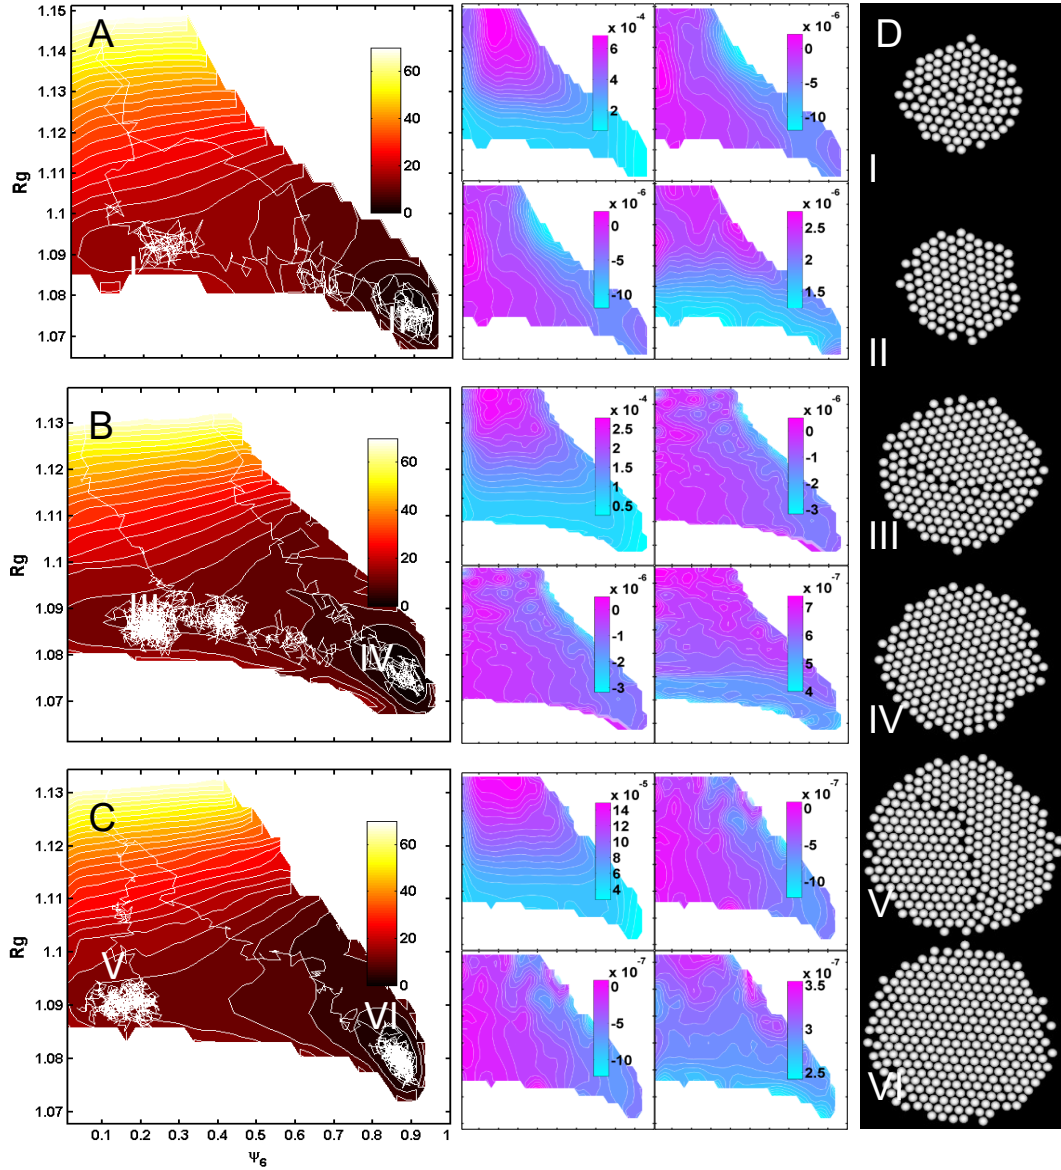 A
Rg
1.15
1.14
1.13
1.12
1.11
1.1
1.09
1.08
1.07
60
40
20
0
I
II
x 10-4
6
4
2
x 10-6
0
-5
-10
x 10-6
0
-5
-10
x 10-6
2.5
2
1.5
B
Rg
1.13
1.12
1.11
1.1
1.09
1.08
1.07
60
40
20
0
III
IV
x 10-4
2.5
2
1.5
1
0.5
x 10-6
0
-1
-2
-3
x 10-6
0
-1
-2
-3
x 10-7
7
6
5
4
C
Rg
1.13
1.12
1.11
1.1
1.09
1.08
1.07
60
40
20
0
V
VI
0.1 0.2 0.3 0.4 0.5 0.6 0.7 0.8 0.9 1
Ψ6
x 10-5
14
12
10
8
6
4
x 10-7
0
-5
-10
x 10-7
0
-5
-10
x 10-7
3.5
3
2.5
D
I
II
III
IV
V
VI